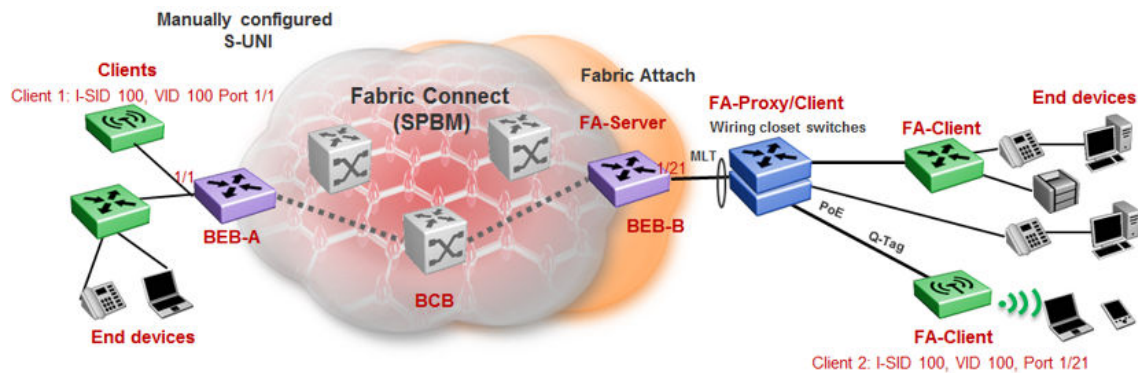 Manually configured
S-UNI
Clients
Client 1: I-SID 100, VID 100 Port 1/1
Fabric Connect
(SPBM)
Fabric Attach
FA-Server
FA-Proxy/Client
Wiring closet switches
End devices
FA-Client
MLT
1/21
1/1
PoE
BEB-A
BEB-B
Q-Tag
BCB
End devices
FA-Client
Client 2: I-SID 100, VID 100, Port 1/21